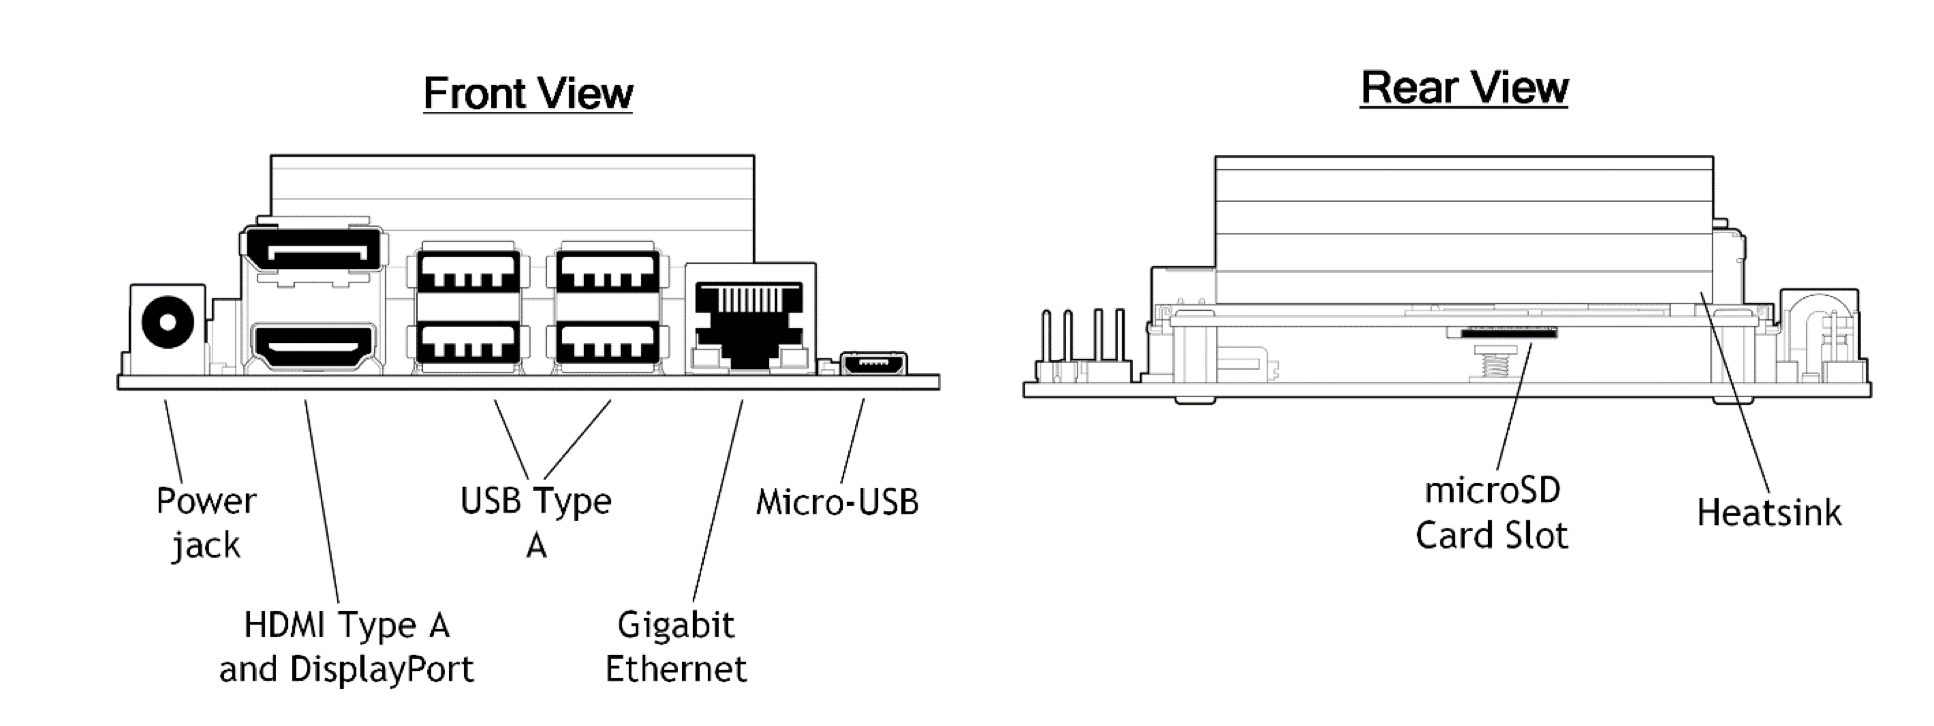 Front View
Power
jack
HDMI Type A
and DisplayPort
USB Type
A
Gigabit
Ethernet
Micro-USB
Rear View
microSD
Card Slot
Heatsink